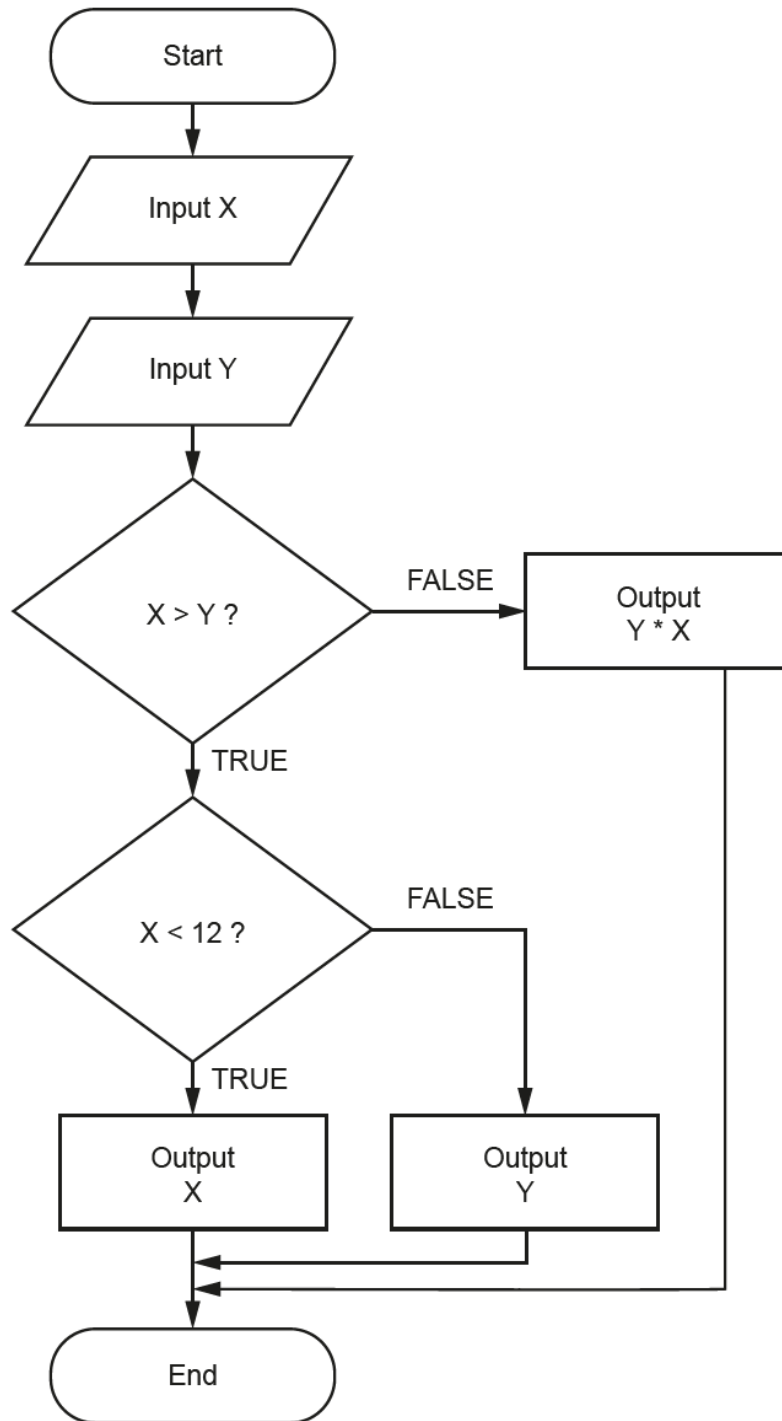 Start
Input X
Input Y
X > Y ?
FALSE
Output
Y * X
TRUE
X < 12 ?
FALSE
TRUE
Output
X
Output
Y
End